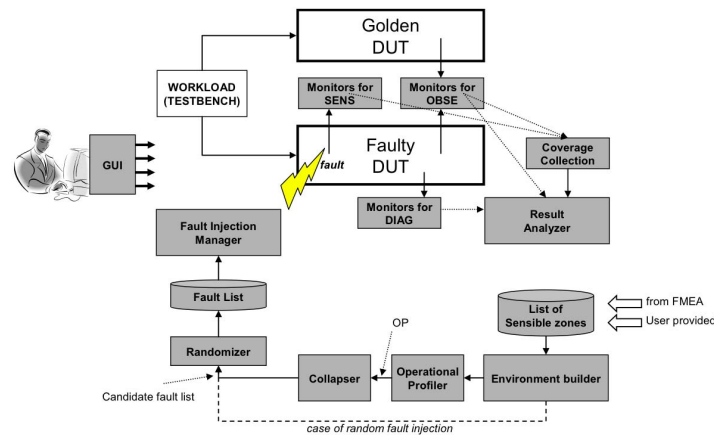 Golden
DUT
WORKLOAD
(TESTBENCH)
Monitors for
SENS
Monitors for
OBSE
Coverage
Collection
GUI
fault
Faulty
DUT
Monitors for
DIAG
Result
Analyzer
Fault Injection
Manager
Fault List
List of
Sensible zones
from FMEA
User provided
OP
Randomizer
Collapser
Operational
Profiler
Environment builder
Candidate fault list
case of random fault injection